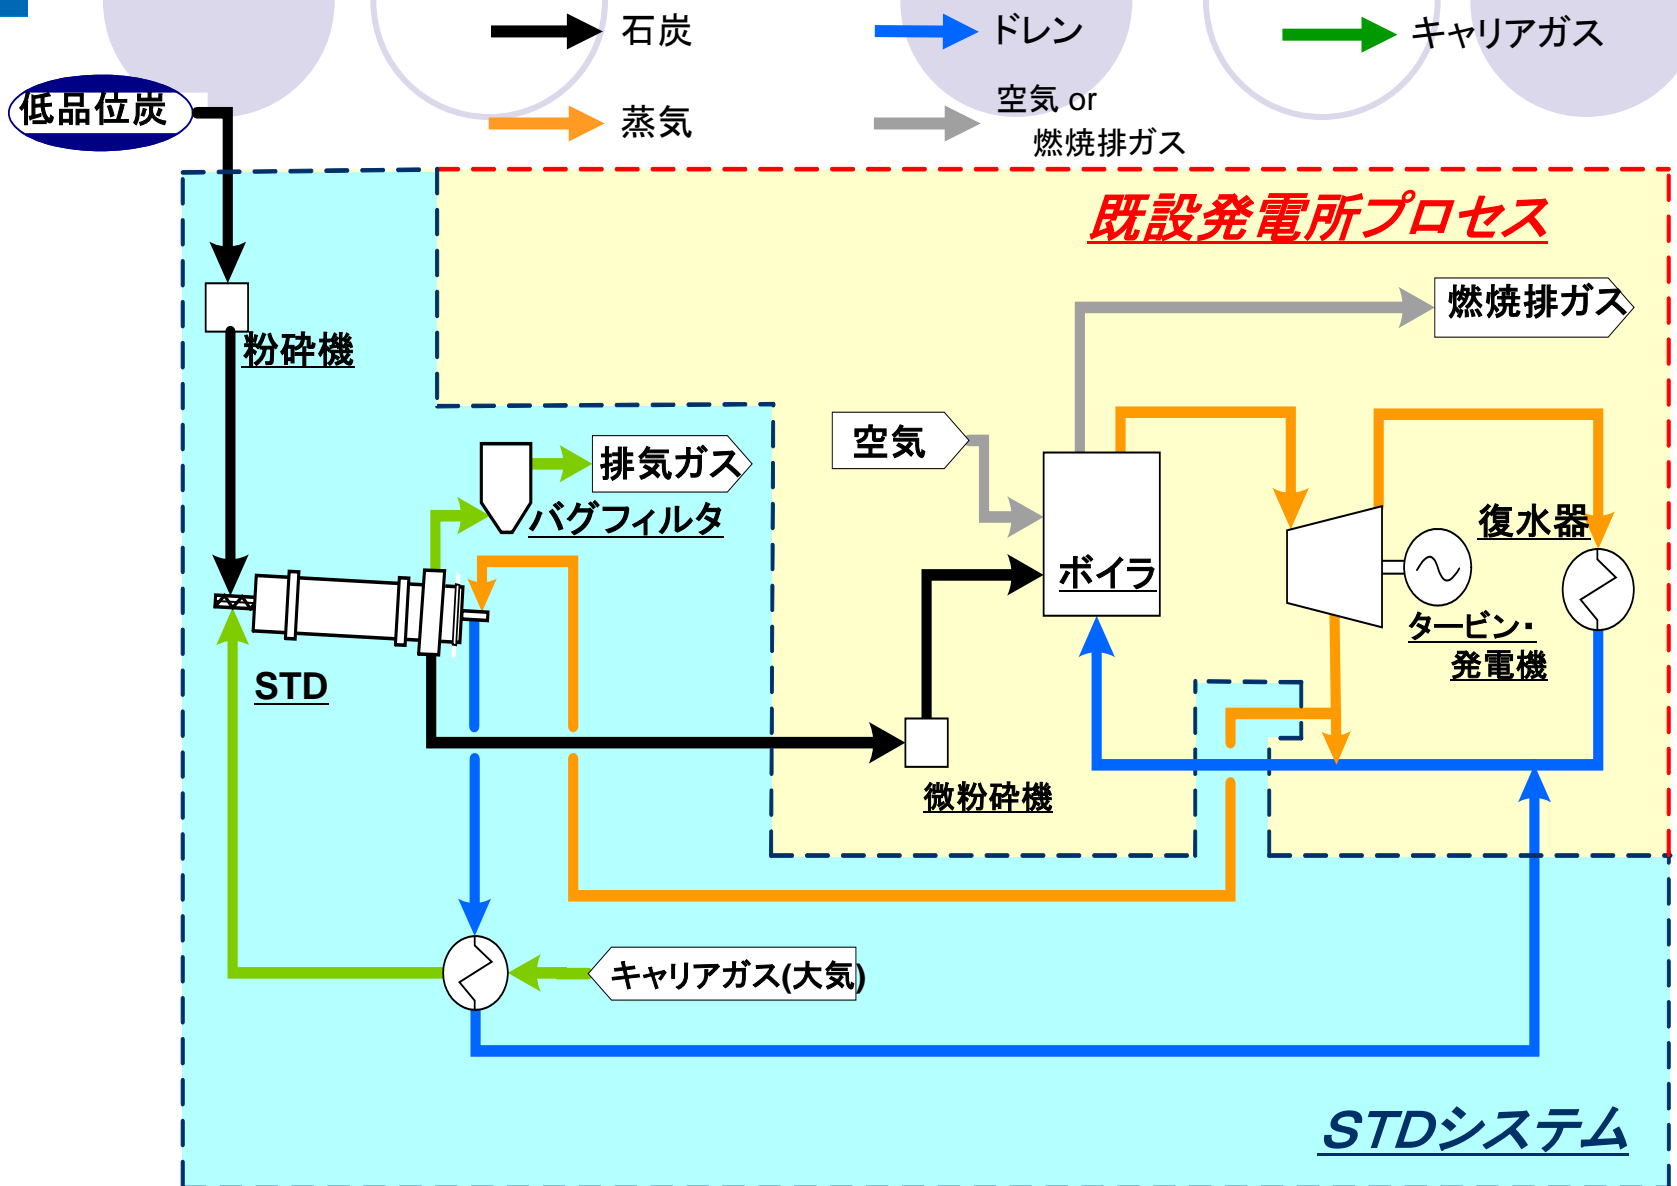 石炭
ドレン
キャリアガス
蒸気
空気 or
燃焼排ガス
低品位炭
既設発電所プロセス
粉砕機
燃焼排ガス
空気
排気ガス
バグフィルタ
ボイラ
復水器
タービン・
発電機
STD
微粉砕機
キャリアガス(大気)
STDシステム